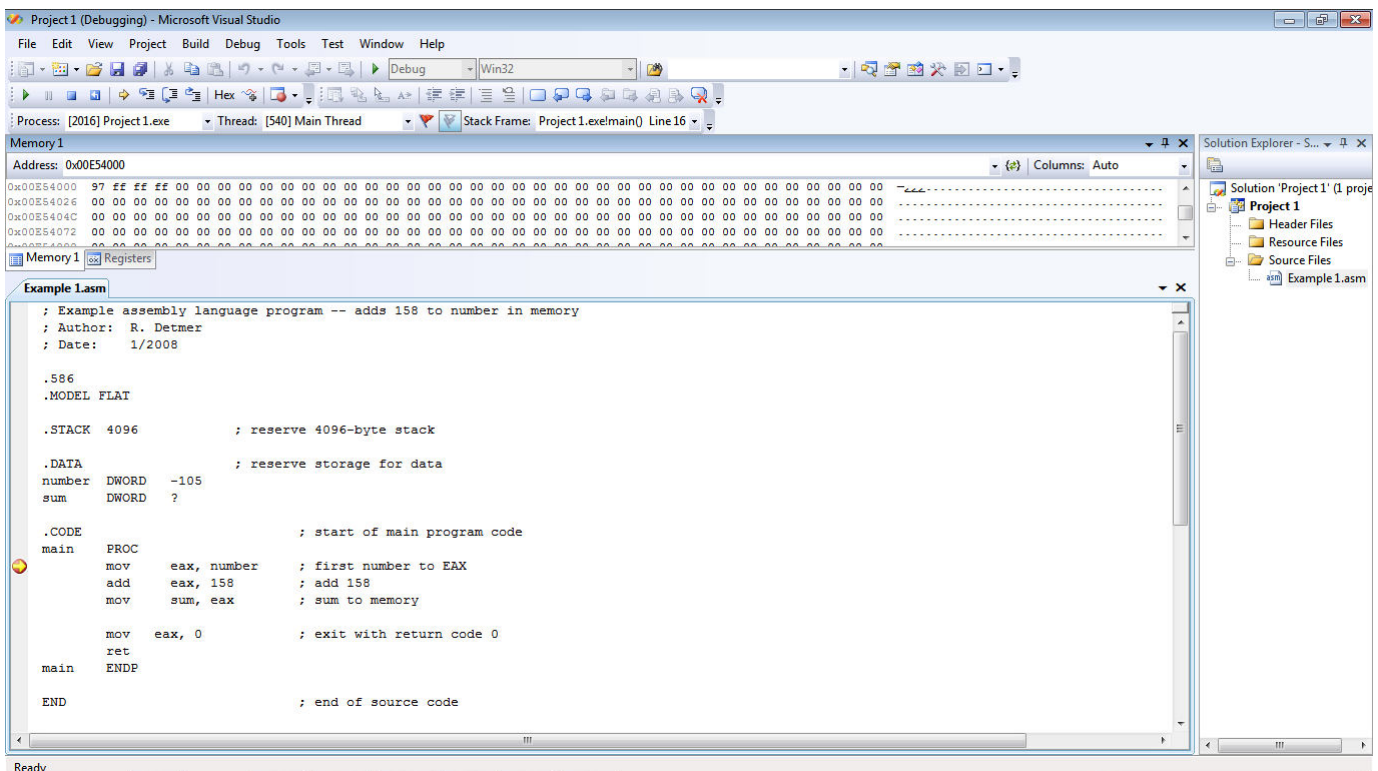 Project 1 (Debugging) - Microsoft Visual Studio
File Edit View Project Build Debug Tools Test Window Help
Debug Win32
Hex
Process: [2016] Project 1.exe Thread: [540] Main Thread Stack Frame: Project 1.exe!main() Line 16
Memory 1
Solution Explorer - S...
Address: 0x00E54000 Columns: Auto
0x00E54000 97 ff ff ff 00 00 00 00 00 00 00 00 00 00 00 00 00 00 00 00 00 00 00 00 00 00 00 00 00 00 00 00 00 00 00 00 00 00
0x00E54026 00 00 00 00 00 00 00 00 00 00 00 00 00 00 00 00 00 00 00 00 00 00 00 00 00 00 00 00 00 00 00 00 00 00 00 00 00 00
0x00E5404C 00 00 00 00 00 00 00 00 00 00 00 00 00 00 00 00 00 00 00 00 00 00 00 00 00 00 00 00 00 00 00 00 00 00 00 00 00 00
0x00E54072 00 00 00 00 00 00 00 00 00 00 00 00 00 00 00 00 00 00 00 00 00 00 00 00 00 00 00 00 00 00 00 00 00 00 00 00 00 00
Solution 'Project 1' (1 proje
Project 1
Header Files
Resource Files
Source Files
Example 1.asm
Memory 1 Registers
Example 1.asm
; Example assembly language program -- adds 158 to number in memory
; Author: R. Detmer
; Date: 1/2008
.586
.MODEL FLAT
.STACK 4096 ; reserve 4096-byte stack
.DATA ; reserve storage for data
number DWORD -105
sum DWORD ?
.CODE ; start of main program code
main PROC
mov eax, number ; first number to EAX
add eax, 158 ; add 158
mov sum, eax ; sum to memory
mov eax, 0 ; exit with return code 0
ret
main ENDP
END ; end of source code
Ready